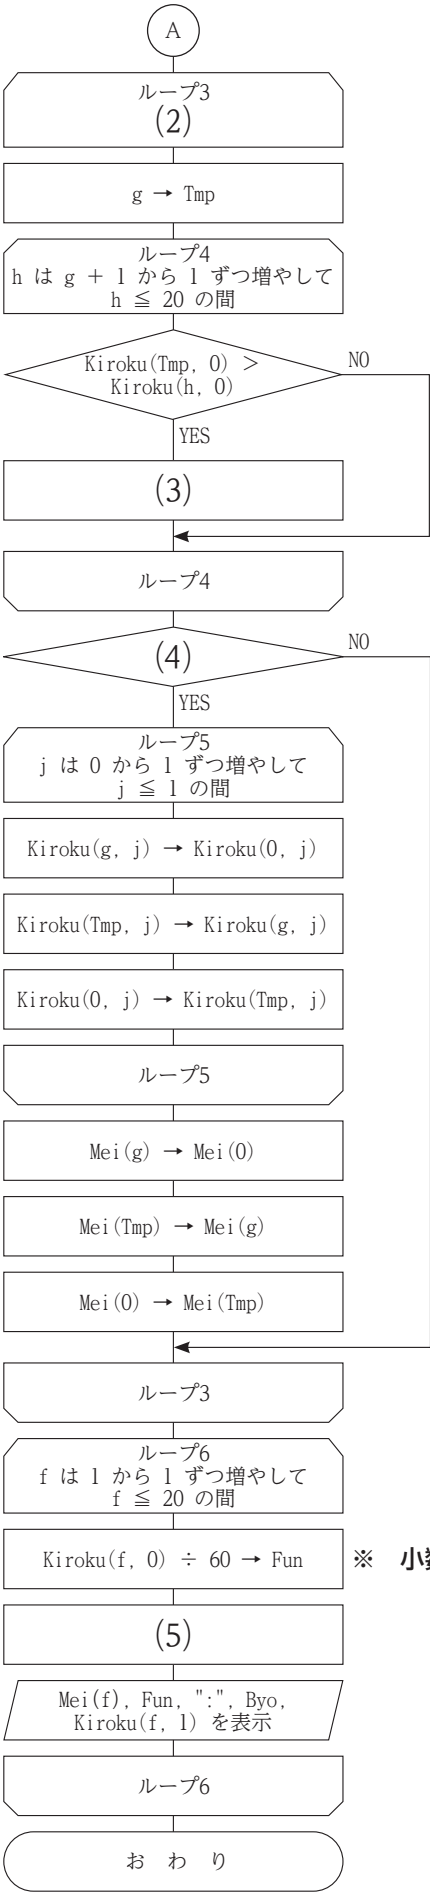 A
ループ3
(2)
g → Tmp
ループ4
h は g + 1 から 1 ずつ増やして
h ≦ 20 の間
Kiroku(Tmp, 0) >
Kiroku(h, 0)
NO
YES
(3)
ループ4
(4)
NO
YES
ループ5
j は 0 から 1 ずつ増やして
j ≦ 1 の間
Kiroku(g, j) → Kiroku(0, j)
Kiroku(Tmp, j) → Kiroku(g, j)
Kiroku(0, j) → Kiroku(Tmp, j)
ループ5
Mei(g) → Mei(0)
Mei(Tmp) → Mei(g)
Mei(0) → Mei(Tmp)
ループ3
ループ6
f は 1 から 1 ずつ増やして
f ≦ 20 の間
Kiroku(f, 0) ÷ 60 → Fun ※ 小
(5)
Mei(f), Fun, ":", Byo,
Kiroku(f, 1) を表示
ループ6
お わ り